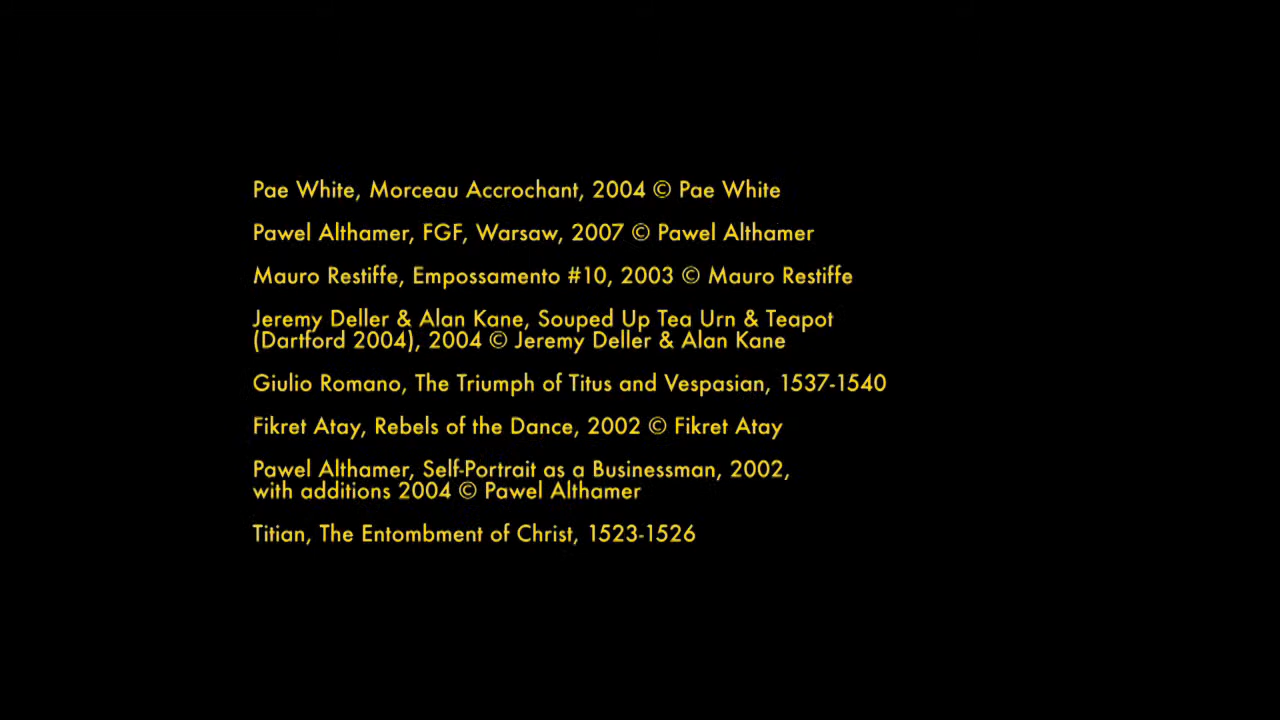 Pae White, Morceau Accrochant, 2004 © Pae White
Pawel Althamer, FGF, Warsaw, 2007 © Pawel Althamer
Mauro Restiffe, Empossamento #10, 2003 © Mauro Restiffe
Jeremy Deller & Alan Kane, Souped Up Tea Urn & Teapot
(Dartford 2004), 2004 © Jeremy Deller & Alan Kane
Giulio Romano, The Triumph of Titus and Vespasian, 1537-1540
Fikret Atay, Rebels of the Dance, 2002 © Fikret Atay
Pawel Althamer, Self-Portrait as a Businessman, 2002,
with additions 2004 © Pawel Althamer
Titian, The Entombment of Christ, 1523-1526